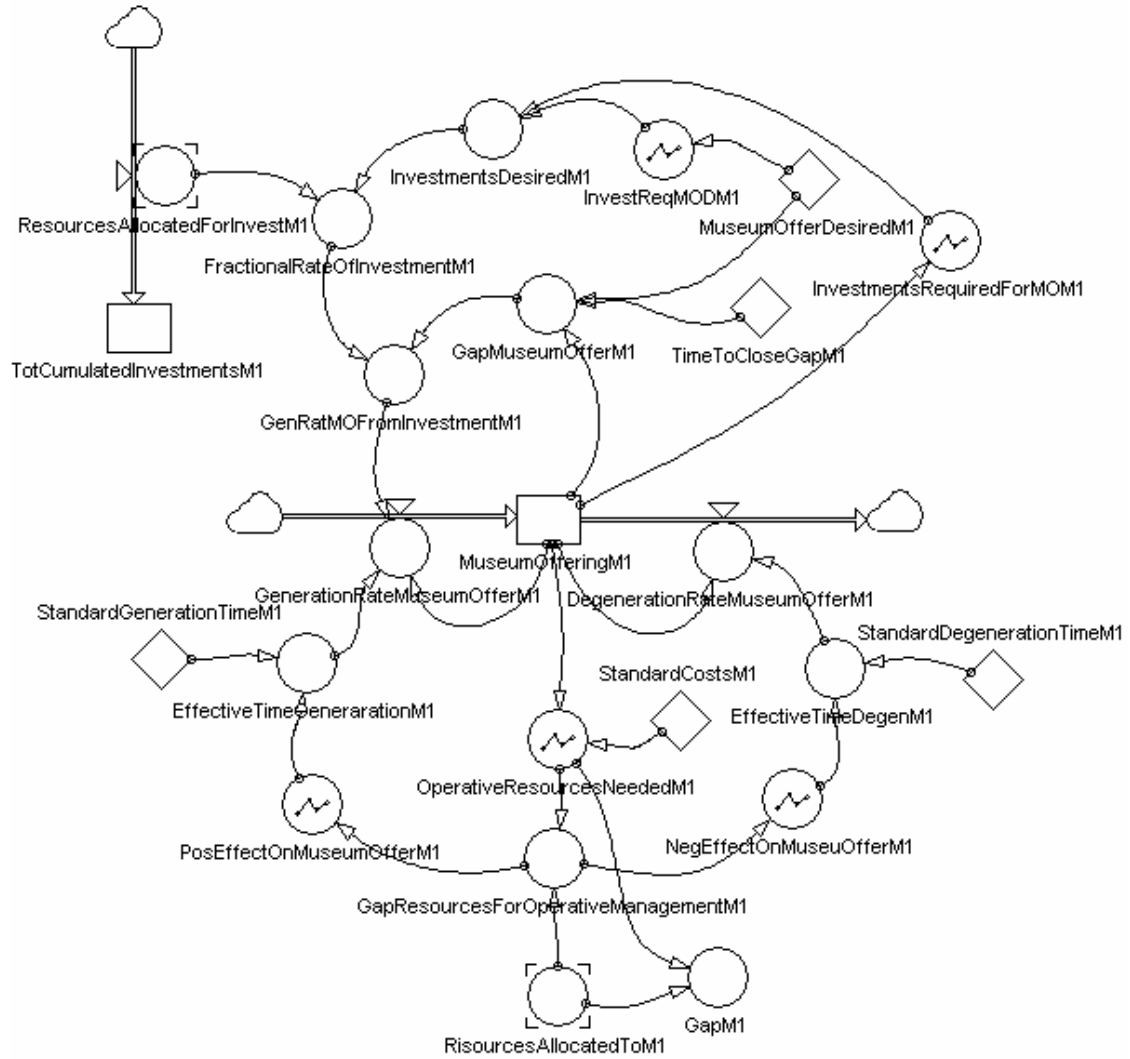 InvestmentsDesiredM1
InvestReqMODM1
ResourcesAllocatedForInvestM1
MuseumOfferDesiredM1
FractionalRateOfInvestmentM1
InvestmentsRequiredForMOM1
GapMuseumOfferM1
TimeToCloseGapM1
TotCumulatedInvestmentsM1
GenRatMOFromInvestmentM1
MuseumOfferingM1
GenerationRateMuseumOfferM1
DegenerationRateMuseumOfferM1
StandardGenerationTimeM1
StandardDegenerationTimeM1
StandardCostsM1
EffectiveTimeGenerarationM1
EffectiveTimeDegenM1
OperativeResourcesNeededM1
PosEffectOnMuseumOfferM1
NegEffectOnMuseuOfferM1
GapResourcesForOperativeManagementM1
GapM1
RisourcesAllocatedToM1